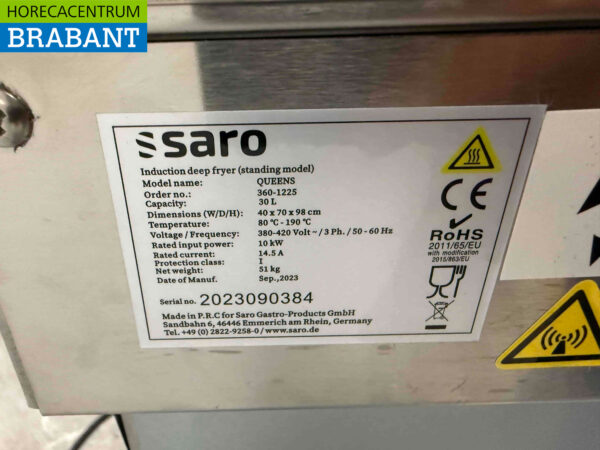 HORECACENTRUM
BRABANT
saro
Induction deep fryer (standing model)
Model name: QUEENS
Order no.: 360-1225
Capacity: 30 L
Dimensions (W/D/H): 40 x 70 x 98 cm
Temperature: 80 °C - 190 °C
Voltage / Frequency: 380-420 Volt ~ / 3 Ph. / 50 - 60 Hz
Rated input power: 10 kW
Rated current: 14.5 A
Protection class: I
Net weight: 51 kg
Date of Manuf. Sep.,2023
Serial no. 2023090384
Made in P.R.C for Saro Gastro-Products GmbH
Sandbahn 6, 46446 Emmerich am Rhein, Germany
Tel. +49 (0) 2822-9258-0 / www.saro.de
CE
RoHS
2011/65/EU
with modification
2015/863/EU